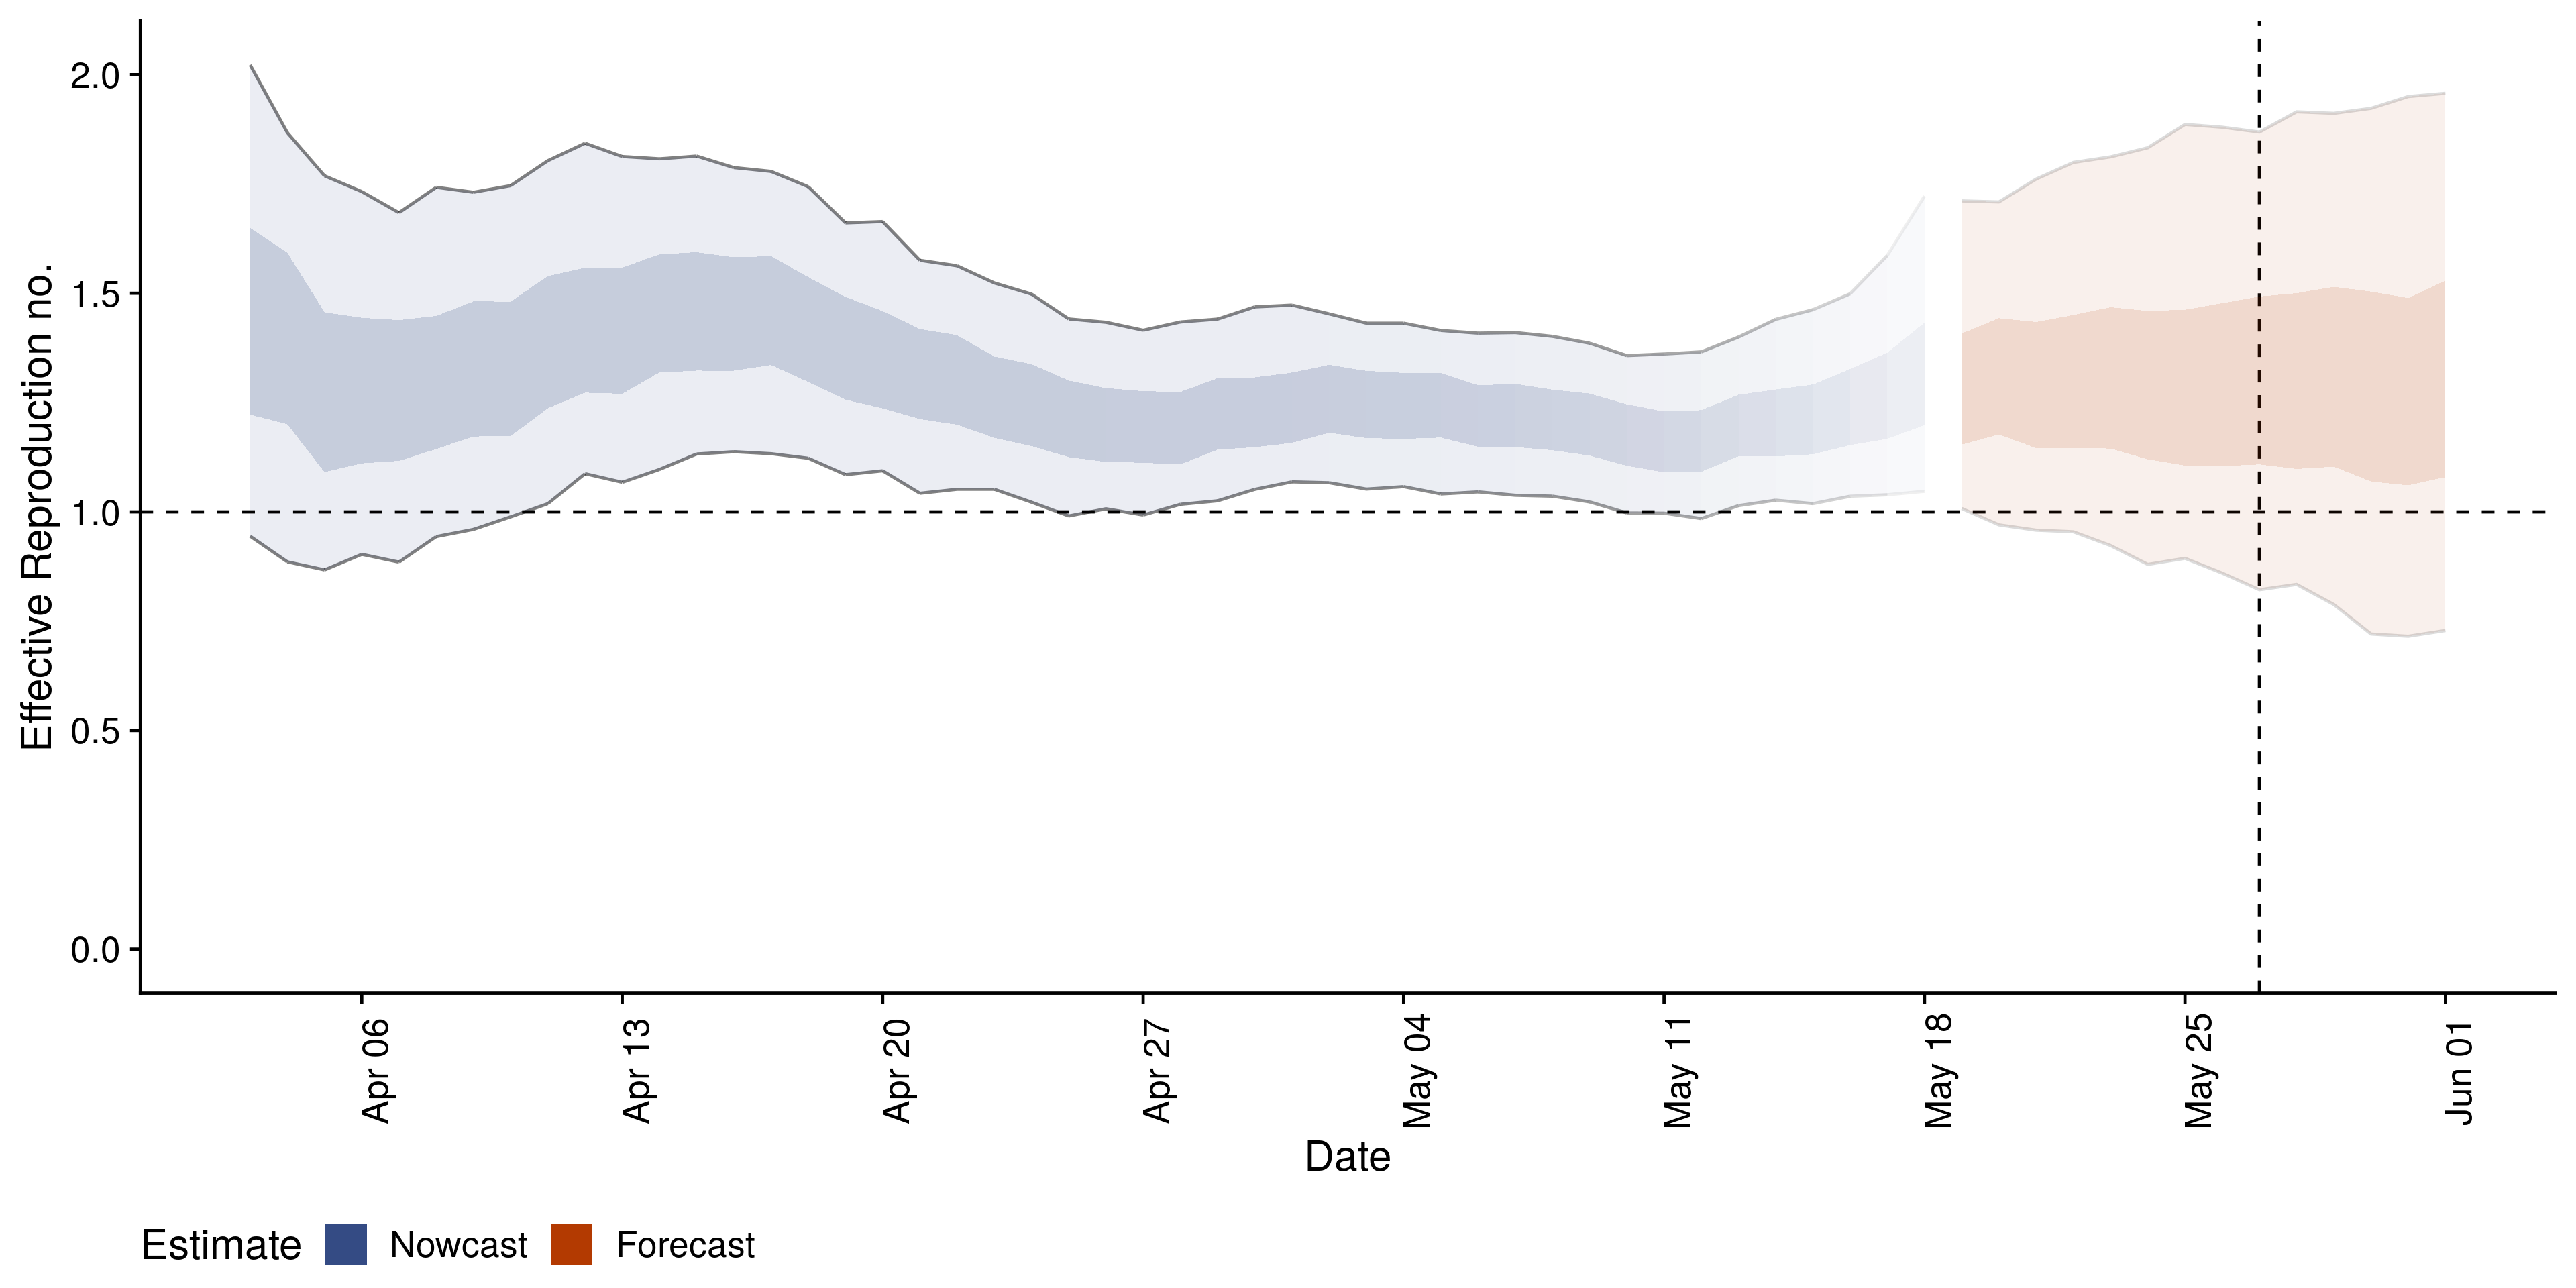 Effective Reproduction no.
2.0
1.5
1.0
0.5
0.0
Apr 06
Apr 13
Apr 20
Apr 27
May 04
May 11
May 18
May 25
Jun 01
Date
Estimate Nowcast Forecast